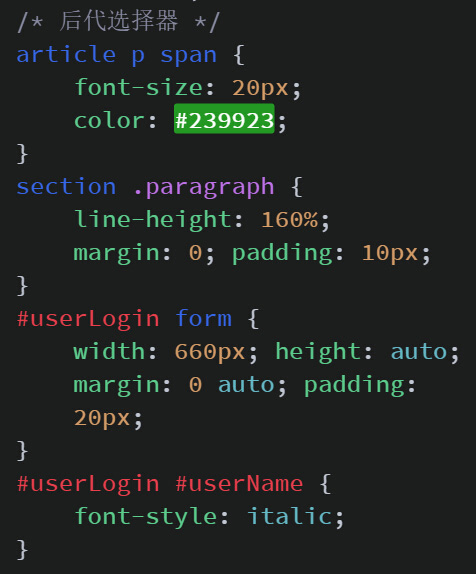 /* 后代选择器 */
article p span {
    font-size: 20px;
    color: #239923;
}
section .paragraph {
    line-height: 160%;
    margin: 0; padding: 10px;
}
#userLogin form {
    width: 660px; height: auto;
    margin: 0 auto; padding:
    20px;
}
#userLogin #userName {
    font-style: italic;
}